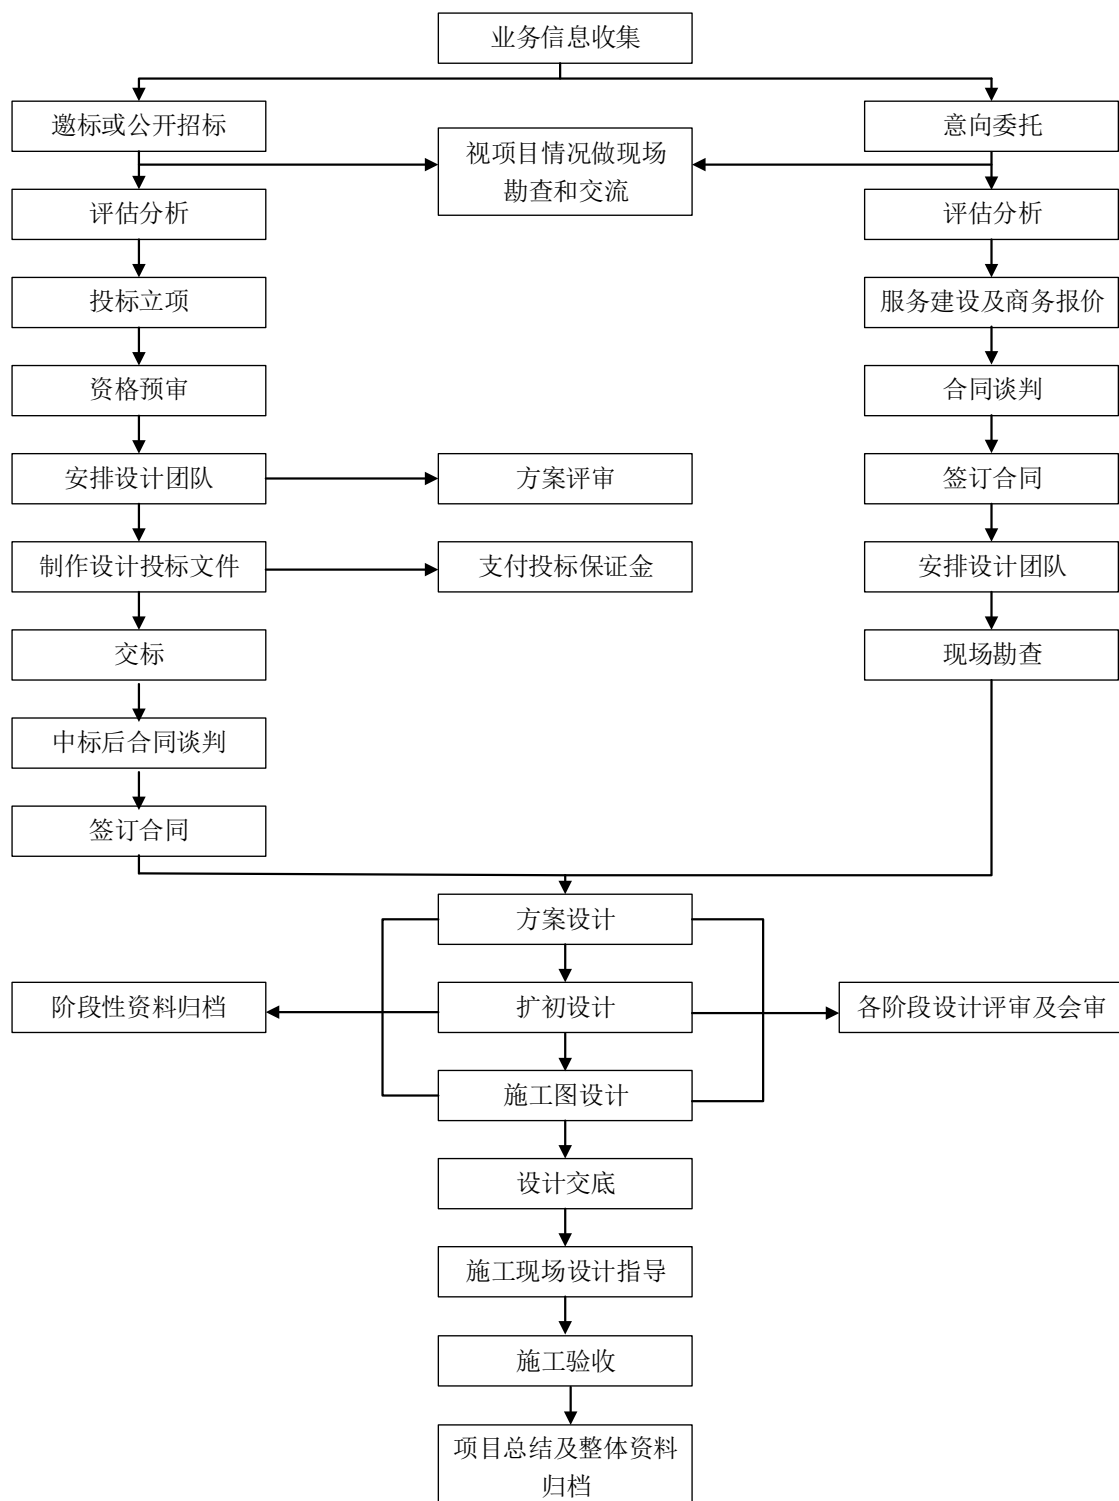 业务信息收集
邀标或公开招标
意向委托
视项目情况做现场
勘查和交流
评估分析
评估分析
投标立项
服务建设及商务报价
资格预审
合同谈判
安排设计团队
方案评审
签订合同
制作设计投标文件
支付投标保证金
安排设计团队
交标
现场勘查
中标后合同谈判
签订合同
方案设计
阶段性资料归档
扩初设计
各阶段设计评审及会审
施工图设计
设计交底
施工现场设计指导
施工验收
项目总结及整体资料
归档